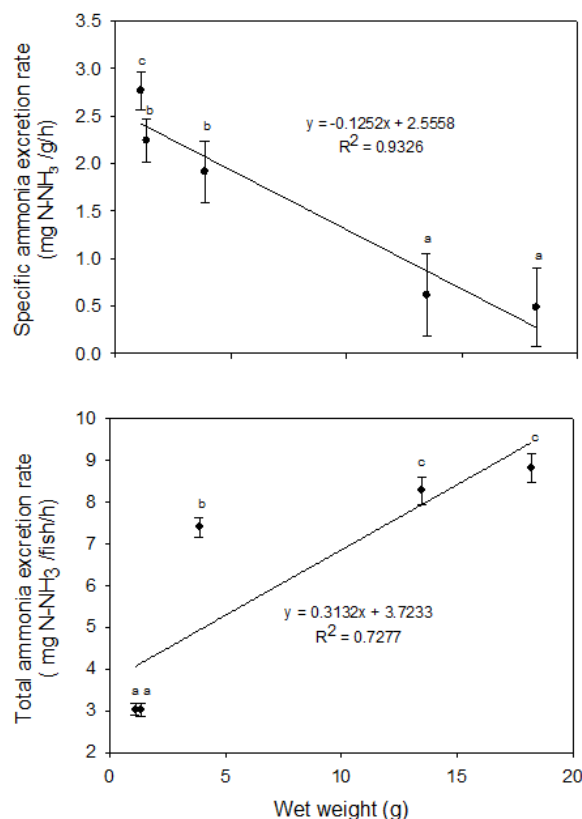 Specific ammonia excretion rate
(mg N-NH3 /g/h)
3.5
3.0
2.5
2.0
1.5
1.0
0.5
0.0
c
b
b
a
a
y = -0.1252x + 2.5558
R2 = 0.9326
Total ammonia excretion rate
( mg N-NH3 /fish/h)
10
9
8
7
6
5
4
3
2
a a
b
c
c
y = 0.3132x + 3.7233
R2 = 0.7277
0 5 10 15 20
Wet weight (g)